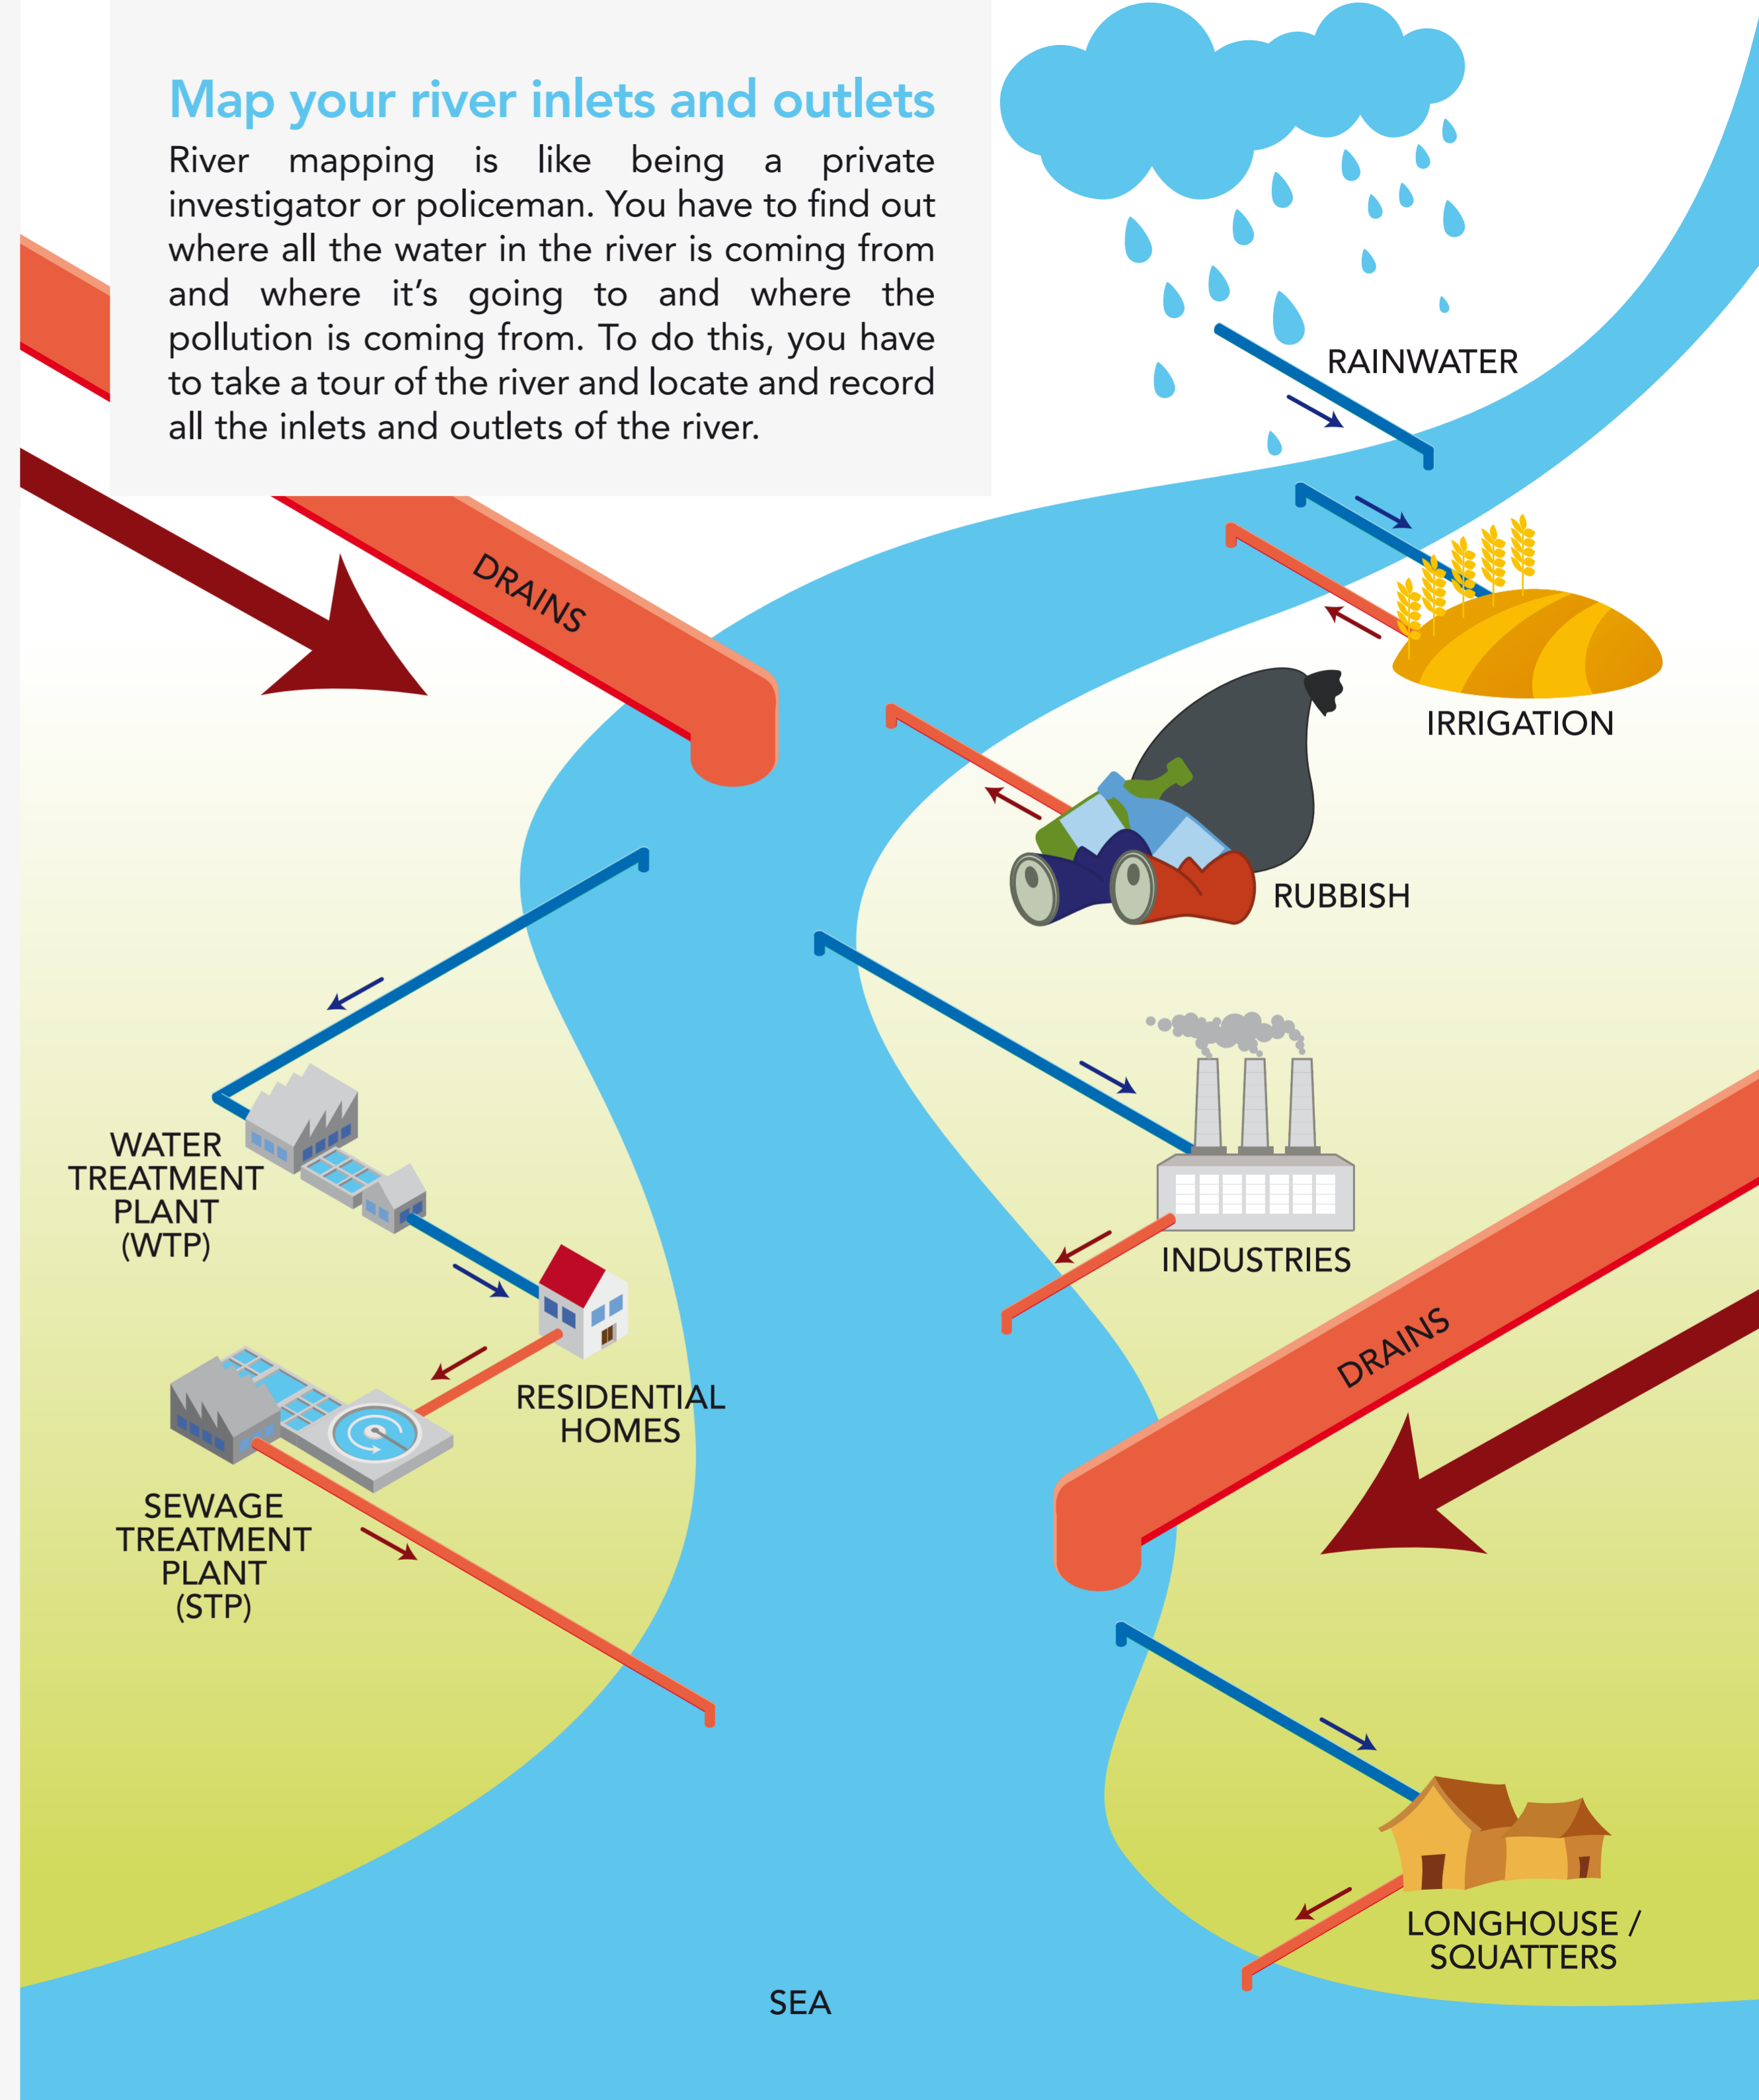 Map your river inlets and outlets
River mapping is like being a private
investigator or policeman. You have to find out
where all the water in the river is coming from
and where it's going to and where the
pollution is coming from. To do this, you have
to take a tour of the river and locate and record
all the inlets and outlets of the river.
RAINWATER
DRAINS
IRRIGATION
RUBBISH
WATER
TREATMENT
PLANT
(WTP)
INDUSTRIES
RESIDENTIAL
HOMES
DRAINS
SEWAGE
TREATMENT
PLANT
(STP)
LONGHOUSE /
SQUATTERS
SEA